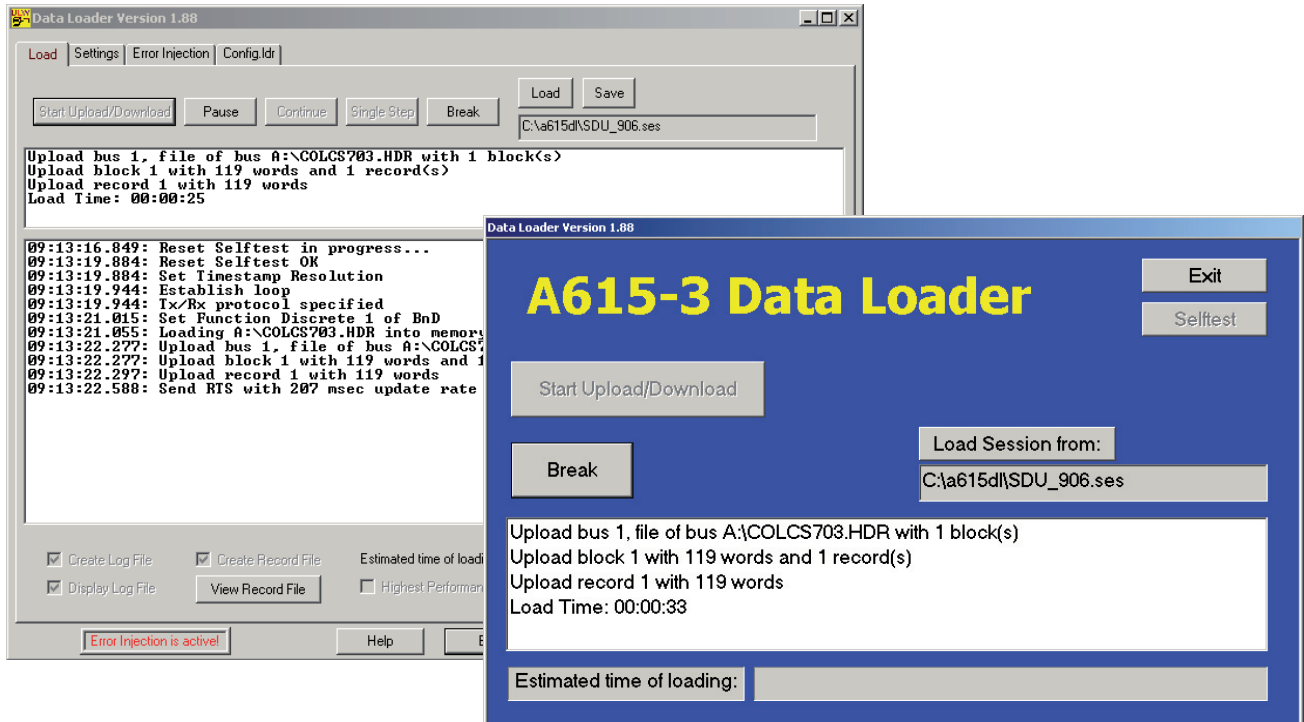 Data Loader Version 1.88
Load Settings Error Injection Config.ldr
Load Save
Start Upload/Download Pause Continue Single Step Break
C:\a615dl\SDU_906.ses
Upload bus 1, file of bus A:\COLCS703.HDR with 1 block(s)
Upload block 1 with 119 words and 1 record(s)
Upload record 1 with 119 words
Load Time: 00:00:25
09:13:16.849: Reset Selftest in progress...
09:13:19.884: Reset Selftest OK
09:13:19.884: Set Timestamp Resolution
09:13:19.944: Establish loop
09:13:19.944: Tx/Rx protocol specified
09:13:21.015: Set Function Discrete 1 of BnD
09:13:21.055: Loading A:\COLCS703.HDR into memory
09:13:22.277: Upload bus 1, file of bus A:\COLCS7
09:13:22.277: Upload block 1 with 119 words and 1
09:13:22.297: Upload record 1 with 119 words
09:13:22.588: Send RTS with 207 msec update rate
Create Log File Create Record File Estimated time of loadi
Display Log File View Record File Highest Performan
Error Injection is active! Help E
Data Loader Version 1.88
A615-3 Data Loader
Exit
Selftest
Start Upload/Download
Break
Load Session from:
C:\a615dl\SDU_906.ses
Upload bus 1, file of bus A:\COLCS703.HDR with 1 block(s)
Upload block 1 with 119 words and 1 record(s)
Upload record 1 with 119 words
Load Time: 00:00:33
Estimated time of loading: